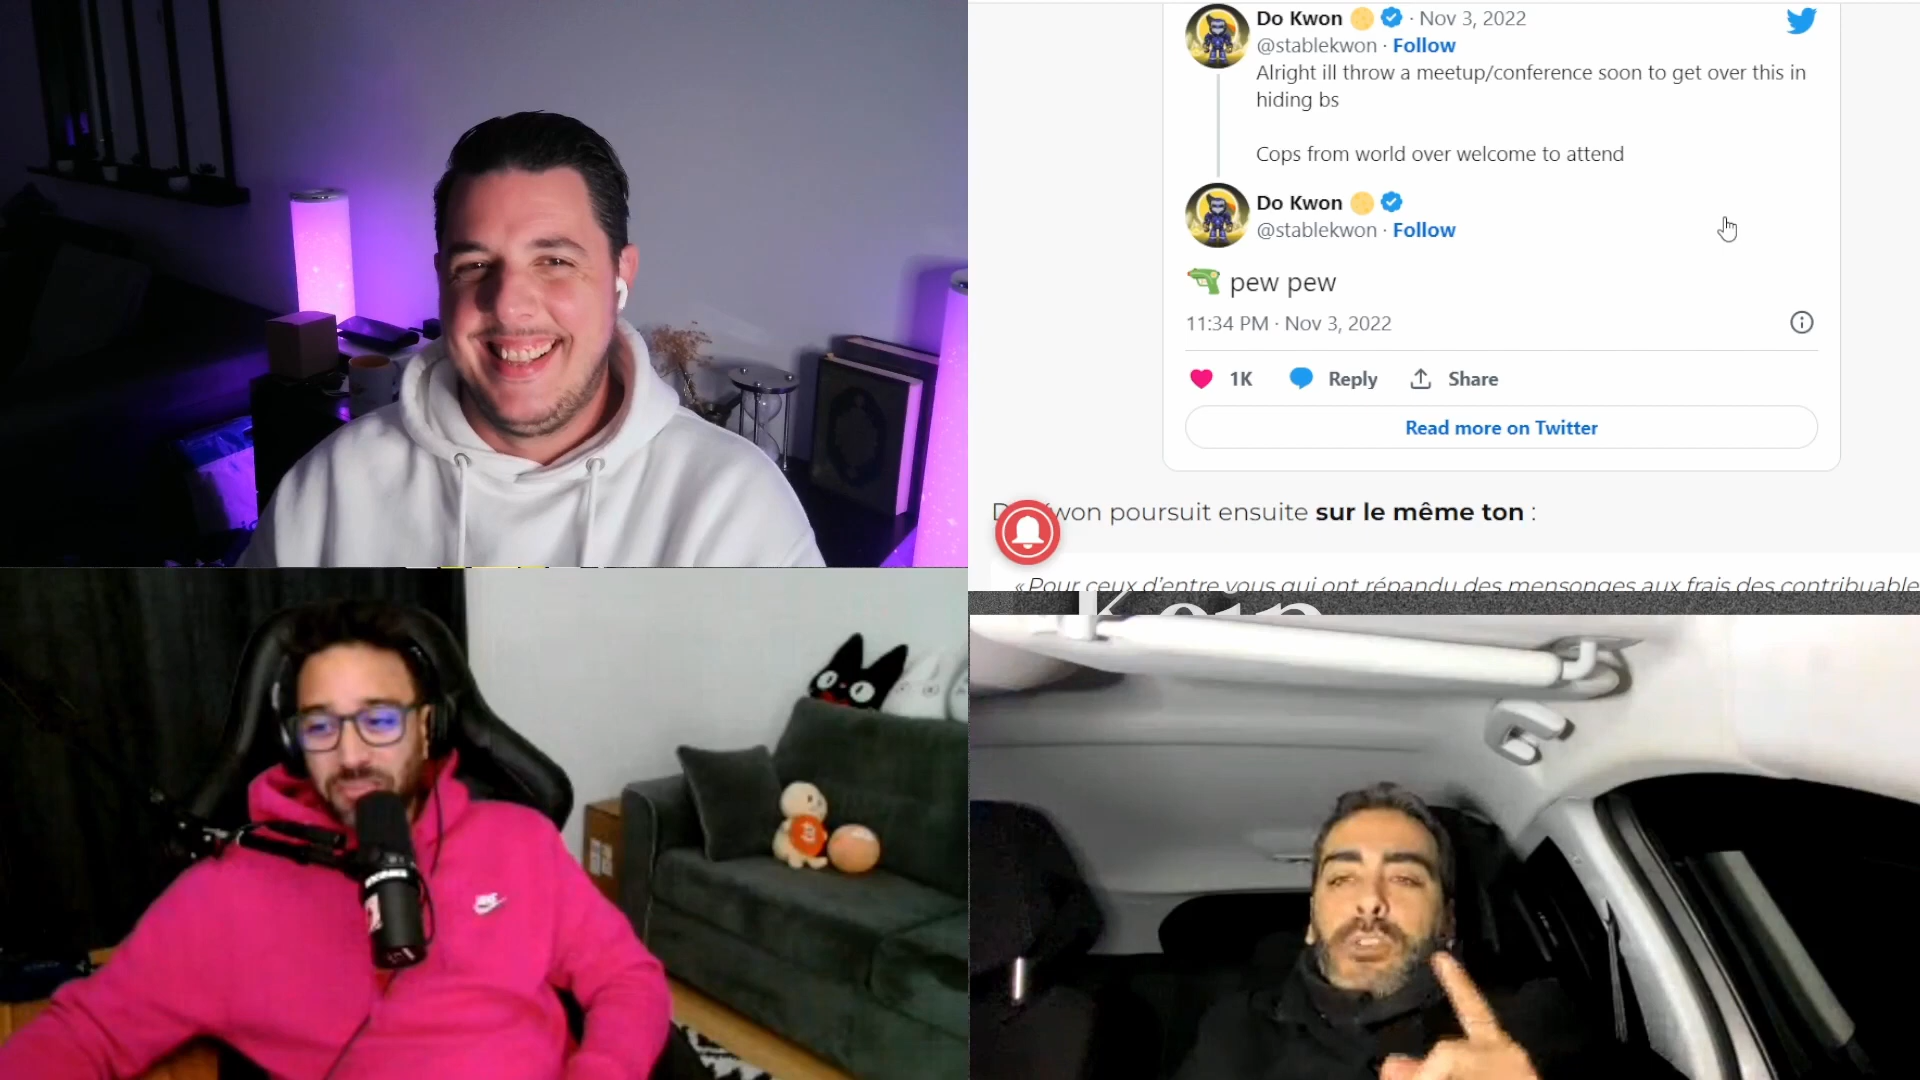 Do Kwon · Nov 3, 2022
@stablekwon · Follow
Alright ill throw a meetup/conference soon to get over this in
hiding bs
Cops from world over welcome to attend
Do Kwon
@stablekwon · Follow
pew pew
11:34 PM · Nov 3, 2022
1K Reply Share
Read more on Twitter
Kwon poursuit ensuite sur le même ton :
«Pour ceux d'entre vous qui ont répandu des mensonges aux frais des contribuable